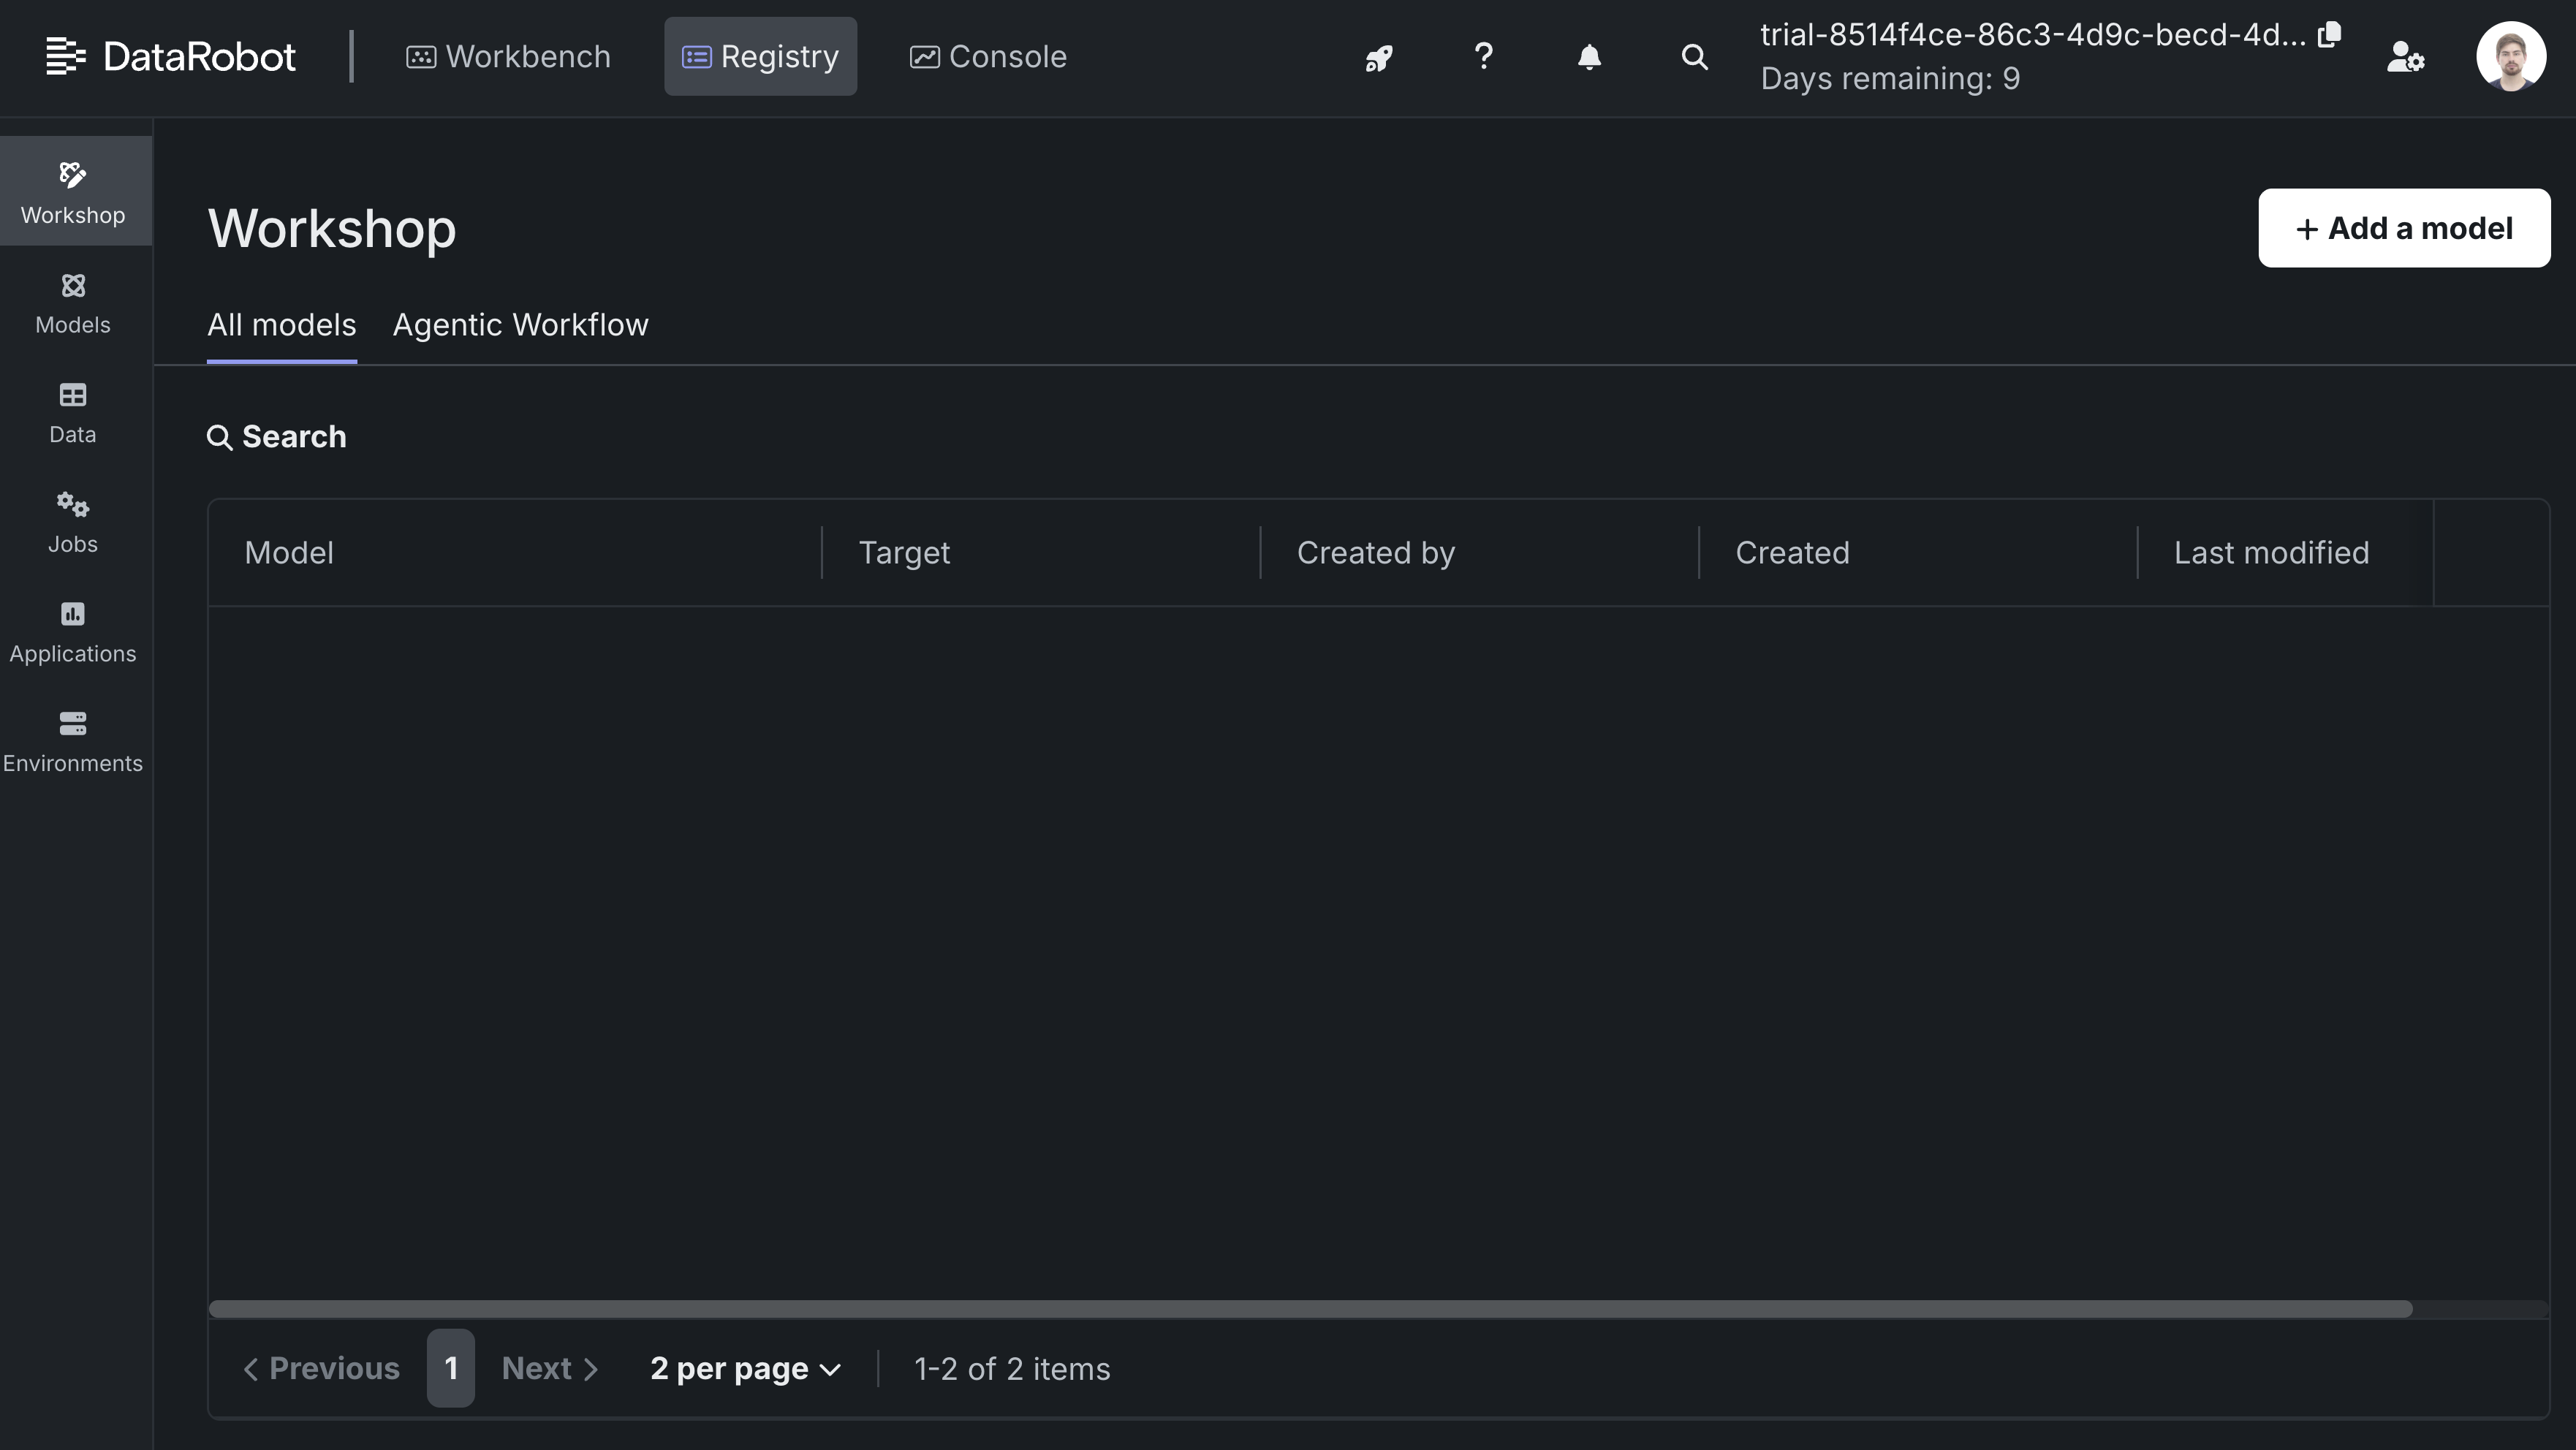 DataRobot
Workbench
Registry
Console
trial-8514f4ce-86c3-4d9c-becd-4d...
Days remaining: 9
Workshop
Models
Data
Jobs
Applications
Environments
Workshop
+ Add a model
All models
Agentic Workflow
Search
Model
Target
Created by
Created
Last modified
Previous
1
Next
2 per page
1-2 of 2 items